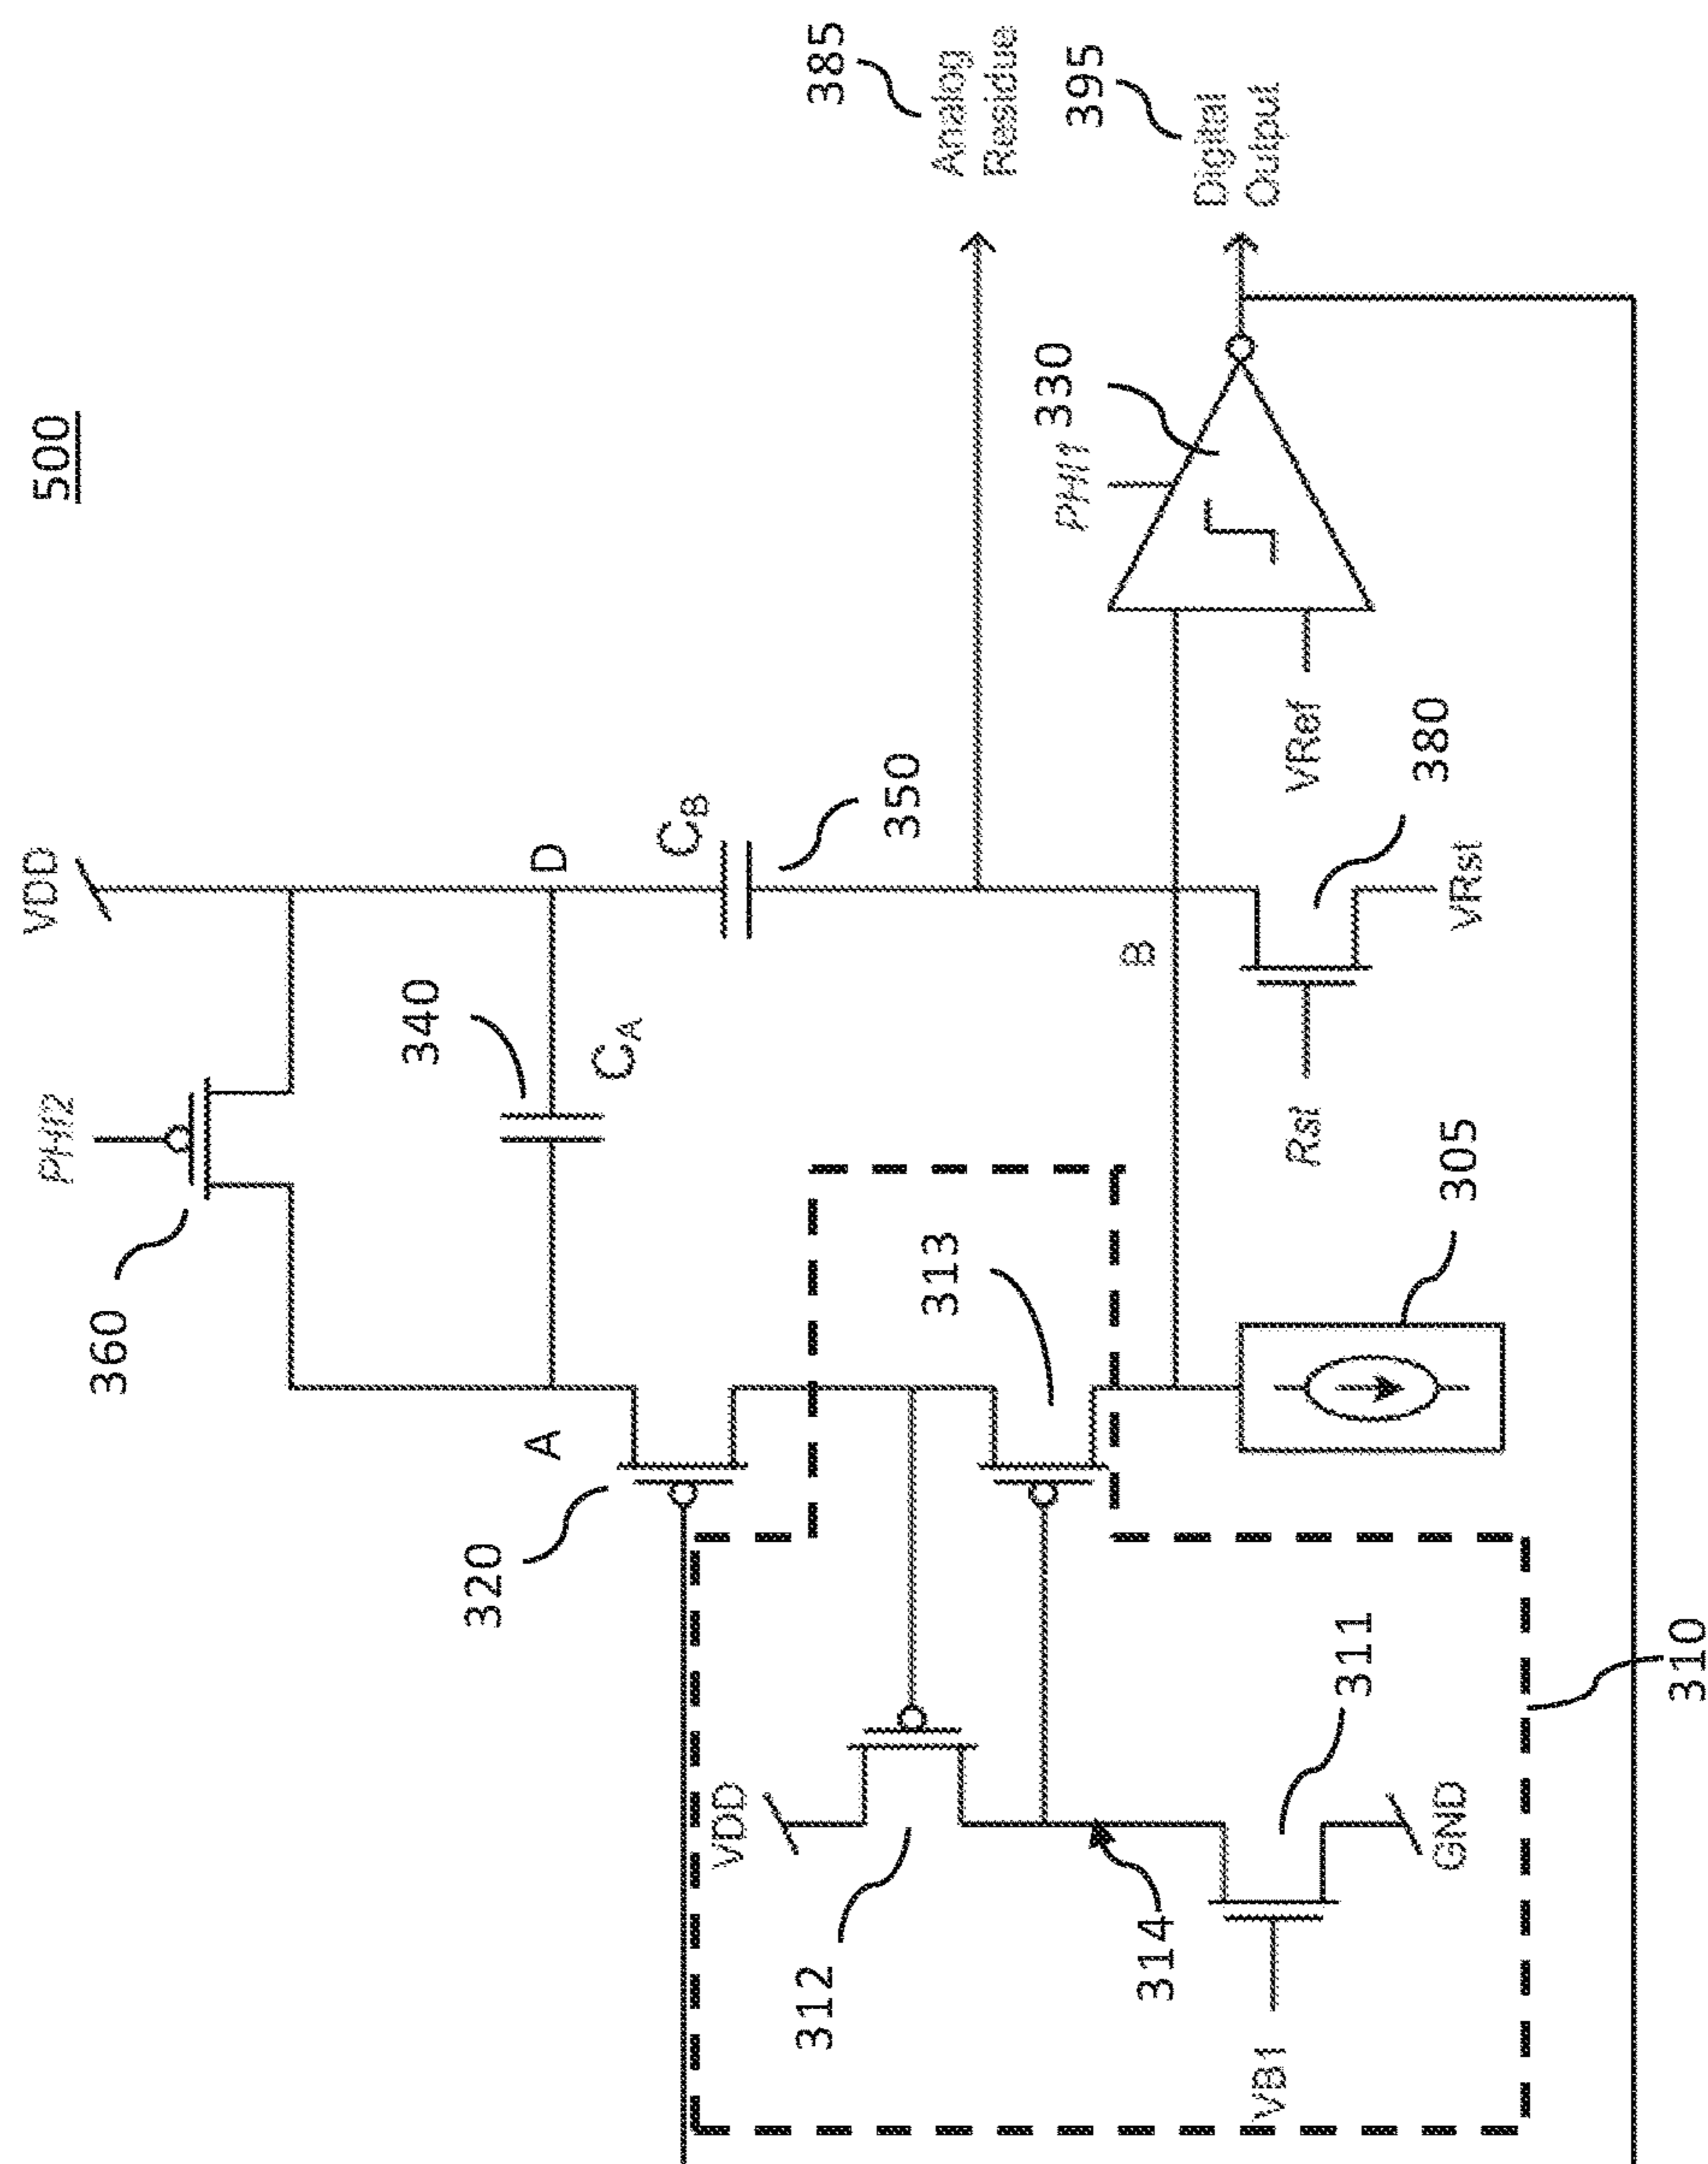 500
VDD
PHI2
360
340
D
CA
CB
A
350
Analog
Residue
385
320
313
B
PHI1
330
Digital
Output
395
VDD
312
314
VB1
311
GND
305
Rst
380
VRst
VRef
310